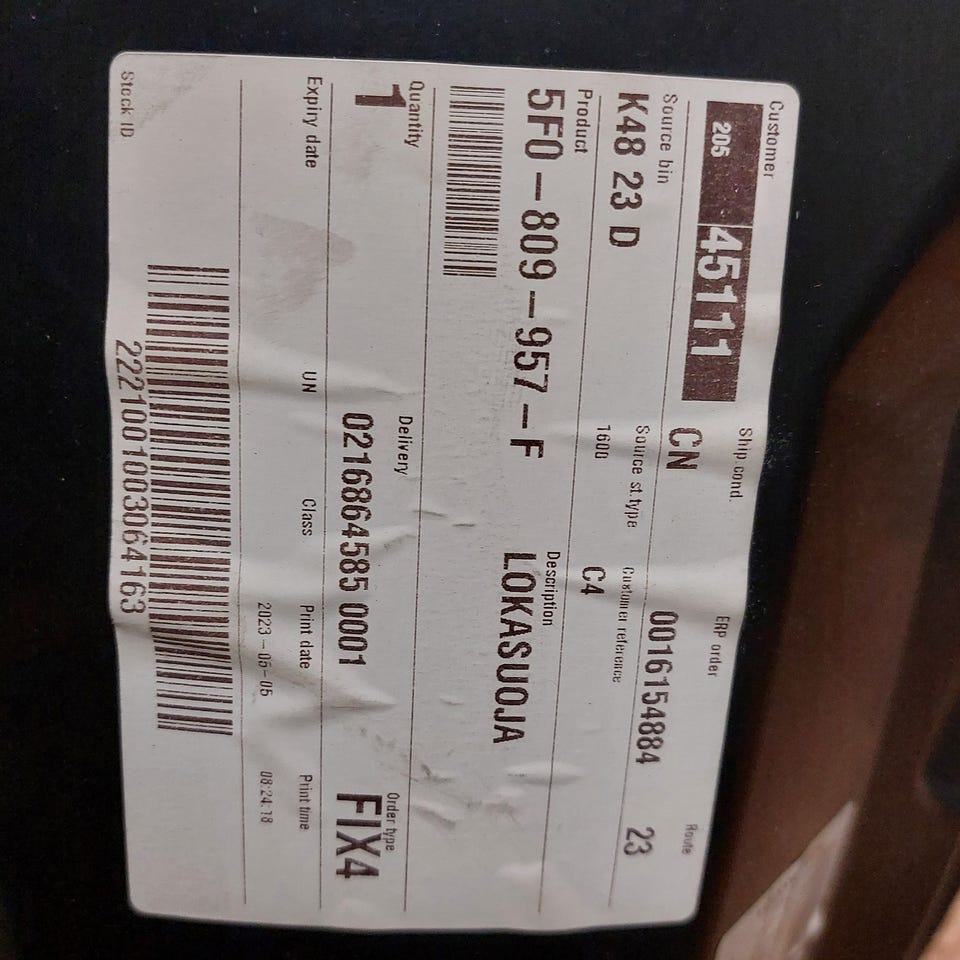 Customer Ship.cond. ERP order Route
205 45111 CN 0016154884 23
Source bin Source st.type Customer reference
K48 23 D 1600 C4
Product Description
5F0-809-957-F LOKASUOJA
Quantity Delivery Order type
1 0216864585 0001 FIX4
Expiry date UN Class Print date Print time
2023-05-05 08:24:18
Stock ID
222100100306416​3